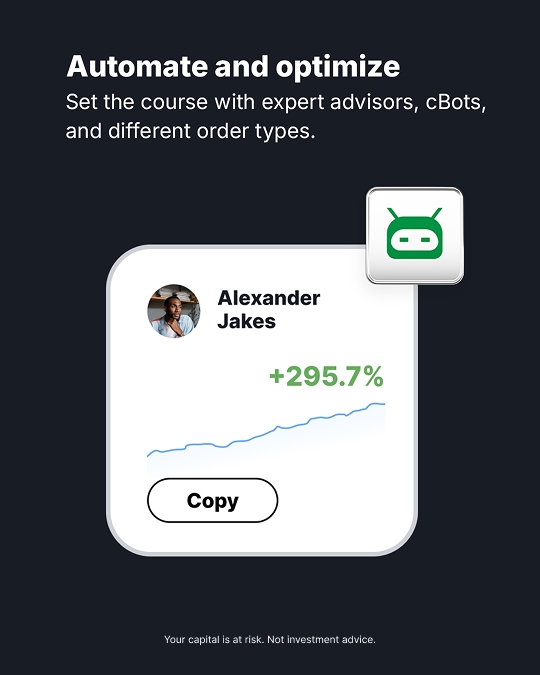 Automate and optimize
Set the course with expert advisors, cBots,
and different order types.
Alexander
Jakes
+295.7%
Copy
Your capital is at risk. Not investment advice.